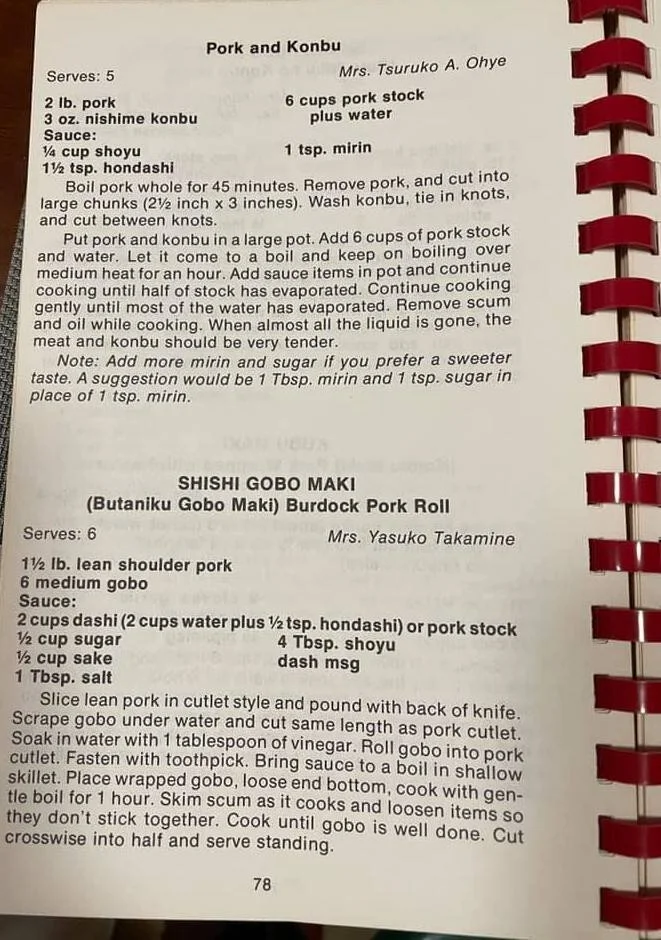 Pork and Konbu
Serves: 5 Mrs. Tsuruko A. Ohye
2 lb. pork 6 cups pork stock
3 oz. nishime konbu plus water
Sauce:
¼ cup shoyu 1 tsp. mirin
1½ tsp. hondashi
Boil pork whole for 45 minutes. Remove pork, and cut into
large chunks (2½ inch x 3 inches). Wash konbu, tie in knots,
and cut between knots.
Put pork and konbu in a large pot. Add 6 cups of pork stock
and water. Let it come to a boil and keep on boiling over
medium heat for an hour. Add sauce items in pot and continue
cooking until half of stock has evaporated. Continue cooking
gently until most of the water has evaporated. Remove scum
and oil while cooking. When almost all the liquid is gone, the
meat and konbu should be very tender.
Note: Add more mirin and sugar if you prefer a sweeter
taste. A suggestion would be 1 Tbsp. mirin and 1 tsp. sugar in
place of 1 tsp. mirin.
SHISHI GOBO MAKI
(Butaniku Gobo Maki) Burdock Pork Roll
Serves: 6 Mrs. Yasuko Takamine
1½ lb. lean shoulder pork
6 medium gobo
Sauce:
2 cups dashi (2 cups water plus ½ tsp. hondashi) or pork stock
½ cup sugar 4 Tbsp. shoyu
½ cup sake dash msg
1 Tbsp. salt
Slice lean pork in cutlet style and pound with back of knife.
Scrape gobo under water and cut same length as pork cutlet.
Soak in water with 1 tablespoon of vinegar. Roll gobo into pork
cutlet. Fasten with toothpick. Bring sauce to a boil in shallow
skillet. Place wrapped gobo, loose end bottom, cook with gen-
tle boil for 1 hour. Skim scum as it cooks and loosen items so
they don't stick together. Cook until gobo is well done. Cut
crosswise into half and serve standing.
78